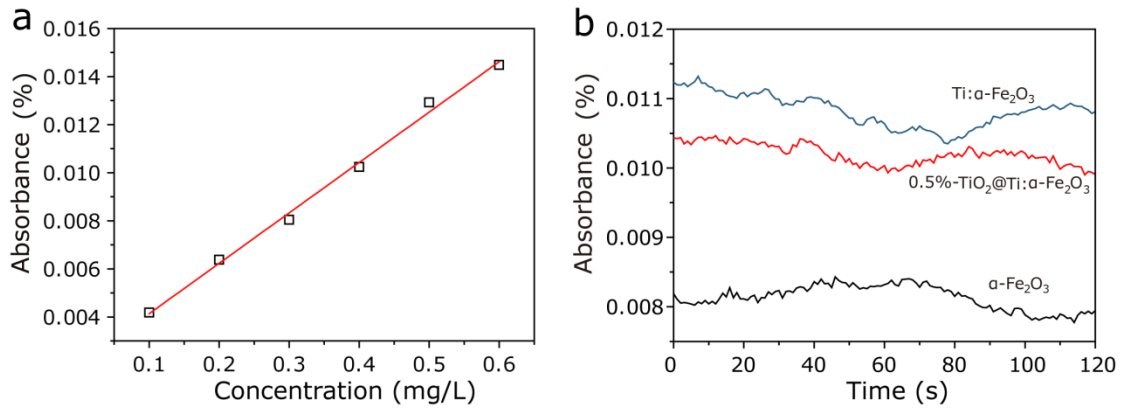 a
0.016
0.014
0.012
0.010
0.008
0.006
0.004
Absorbance (%)
0.1 0.2 0.3 0.4 0.5 0.6
Concentration (mg/L)
b
0.012
0.011
0.010
0.009
0.008
Absorbance (%)
Ti:α-Fe₂O₃
0.5%-TiO₂@Ti:α-Fe₂O₃
α-Fe₂O₃
0 20 40 60 80 100 120
Time (s)